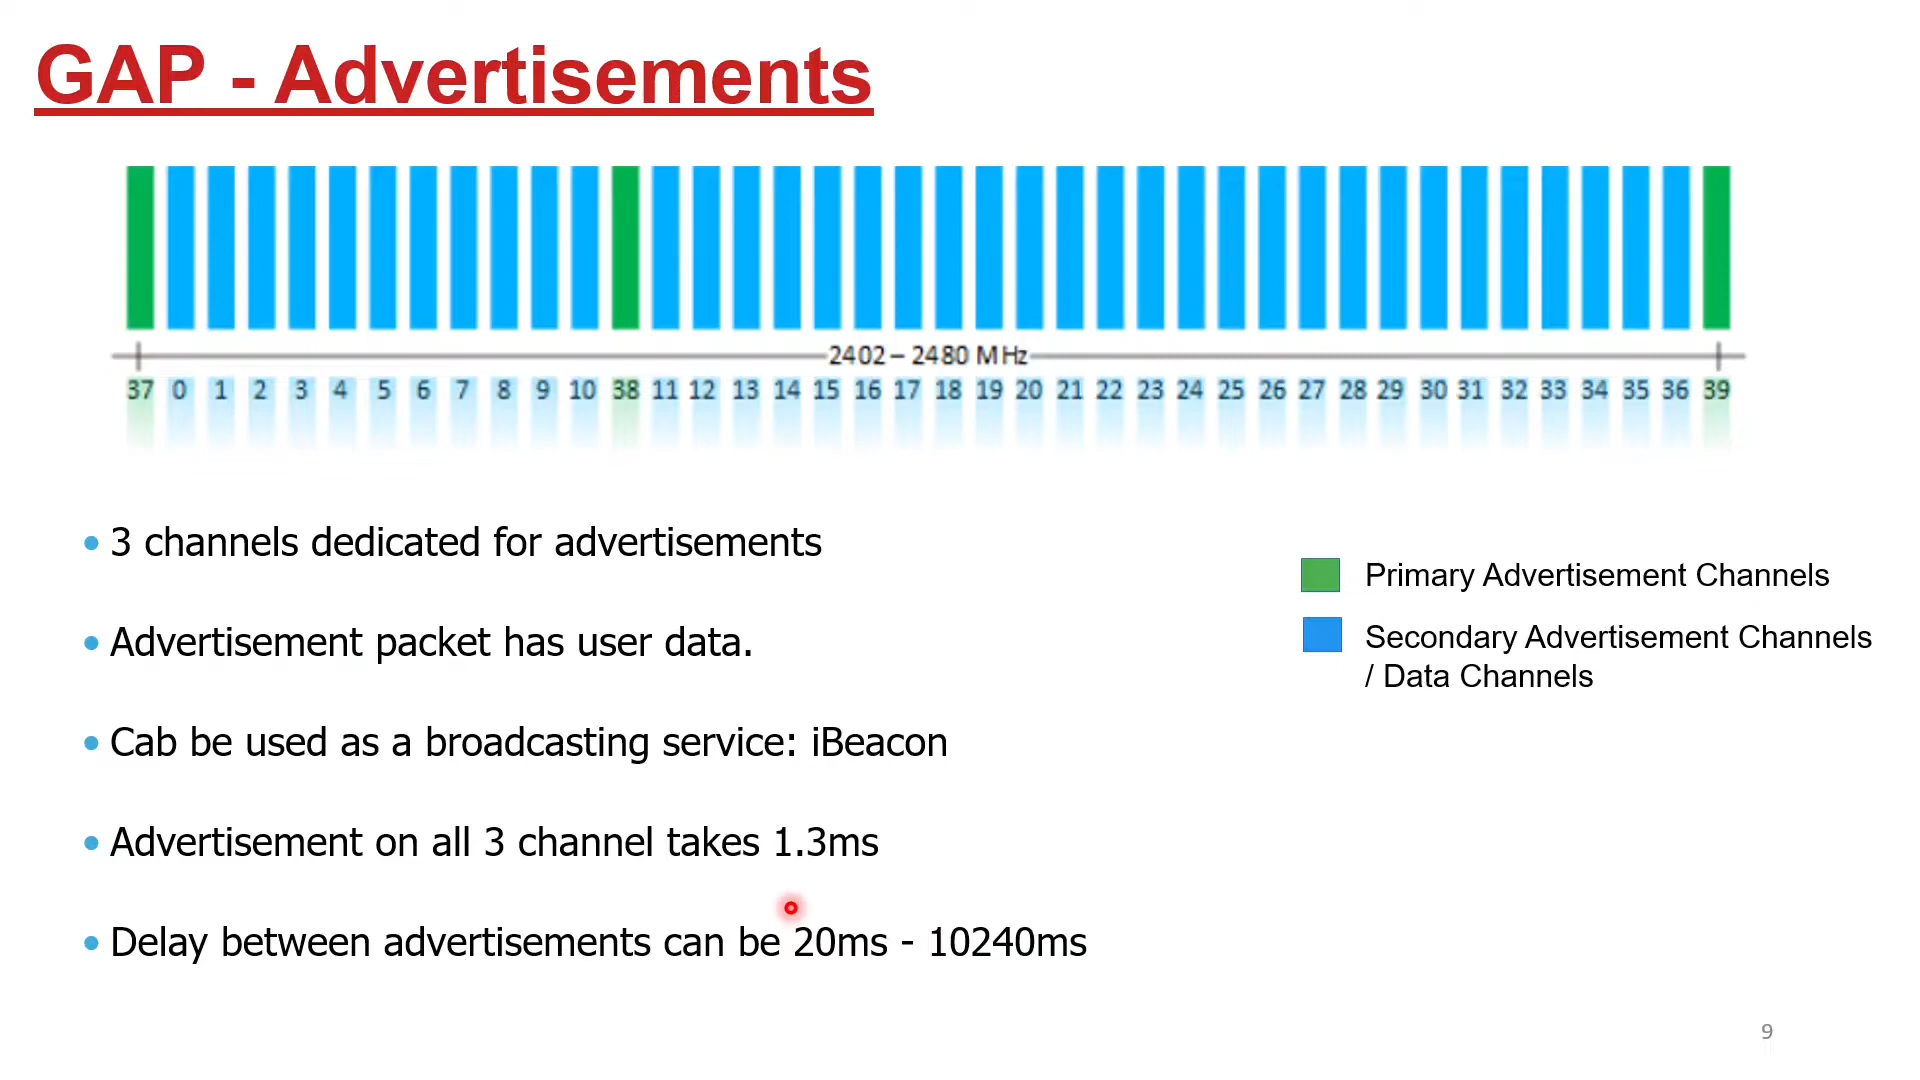 GAP - Advertisements
2402 – 2480 MHz
37 0 1 2 3 4 5 6 7 8 9 10 38 11 12 13 14 15 16 17 18 19 20 21 22 23 24 25 26 27 28 29 30 31 32 33 34 35 36 39
• 3 channels dedicated for advertisements
• Advertisement packet has user data.
• Cab be used as a broadcasting service: iBeacon
• Advertisement on all 3 channel takes 1.3ms
• Delay between advertisements can be 20ms - 10240ms
Primary Advertisement Channels
Secondary Advertisement Channels
/ Data Channels
9